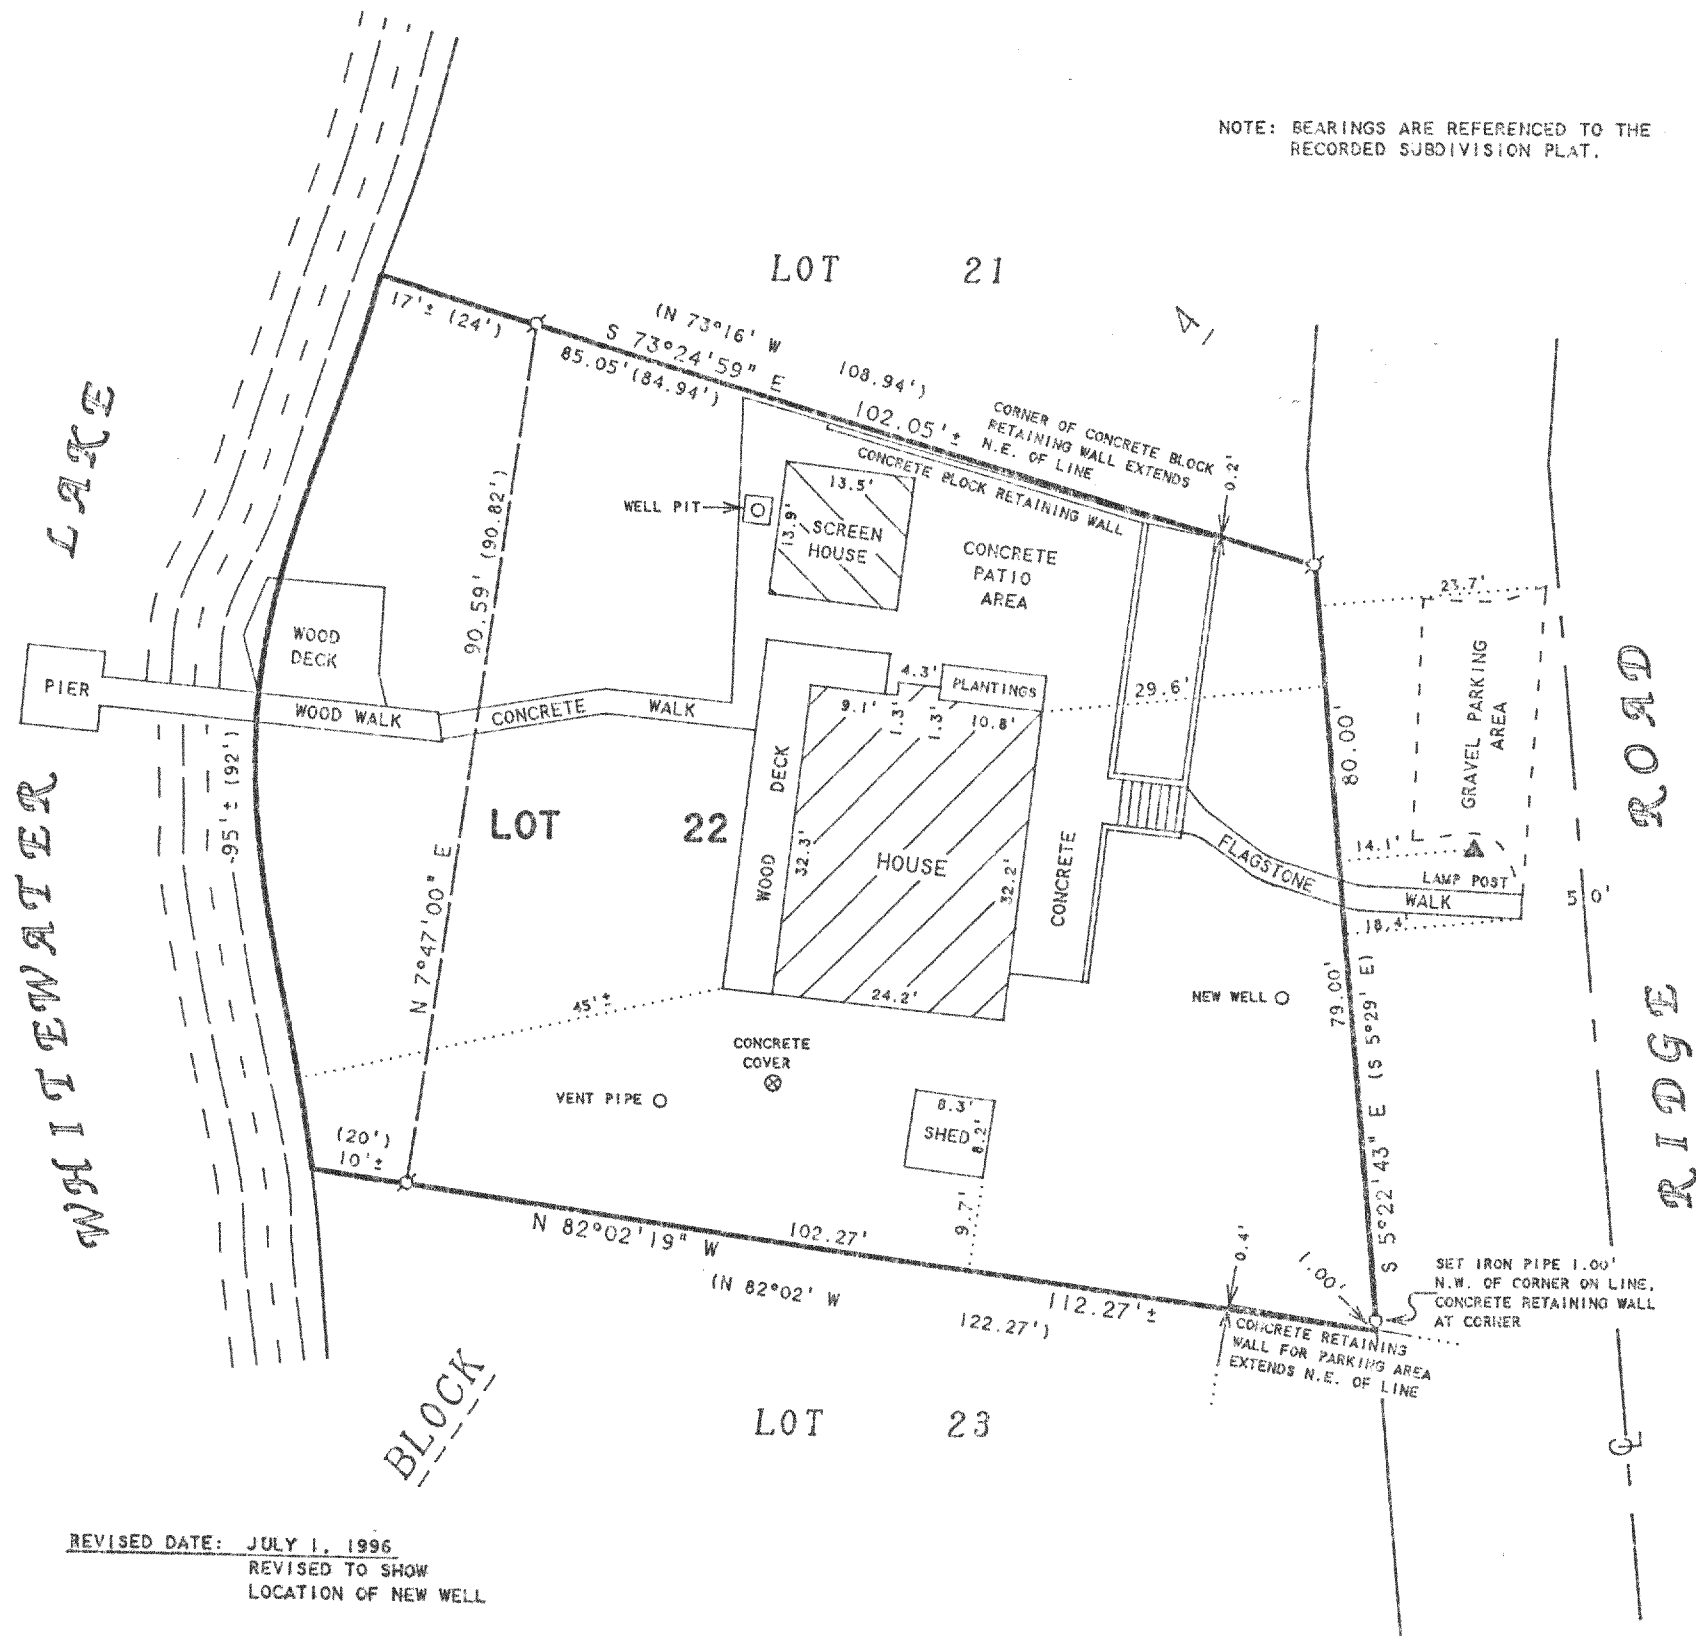 NOTE: BEARINGS ARE REFERENCED TO THE
RECORDED SUBDIVISION PLAT.
LOT 21
17'± (24')
(N 73°16' W 108.94')
S 73°24'59" E 102.05'±
85.05' (84.94')
CORNER OF CONCRETE BLOCK
RETAINING WALL EXTENDS
N.E. OF LINE
0.2'
4,
CONCRETE BLOCK RETAINING WALL
WHITEWATER LAKE
90.59' (90.82')
N 7°47'00" E
WELL PIT
13.5'
13.9'
SCREEN
HOUSE
CONCRETE
PATIO
AREA
WOOD
DECK
PIER
WOOD WALK
CONCRETE WALK
95'± (92')
4.3'
PLANTINGS
9.1'
1.3'
1.3'
10.8'
29.6'
23.7'
GRAVEL PARKING
AREA
80.00'
LOT 22
WOOD DECK
32.3'
HOUSE
32.2'
24.2'
CONCRETE
FLAGSTONE WALK
14.1'
LAMP POST
18.4'
50'
RIDGE ROAD
NEW WELL
79.00'
S 5°22'43" E (S 5°29' E)
45'±
CONCRETE
COVER
VENT PIPE
8.3'
SHED
8.2'
9.7'
(20')
10'±
N 82°02'19" W 102.27'
(N 82°02' W 122.27')
112.27'±
0.4'
1.00'
SET IRON PIPE 1.00'
N.W. OF CORNER ON LINE,
CONCRETE RETAINING WALL
AT CORNER
CONCRETE RETAINING
WALL FOR PARKING AREA
EXTENDS N.E. OF LINE
BLOCK
LOT 23
REVISED DATE: JULY 1, 1996
REVISED TO SHOW
LOCATION OF NEW WELL